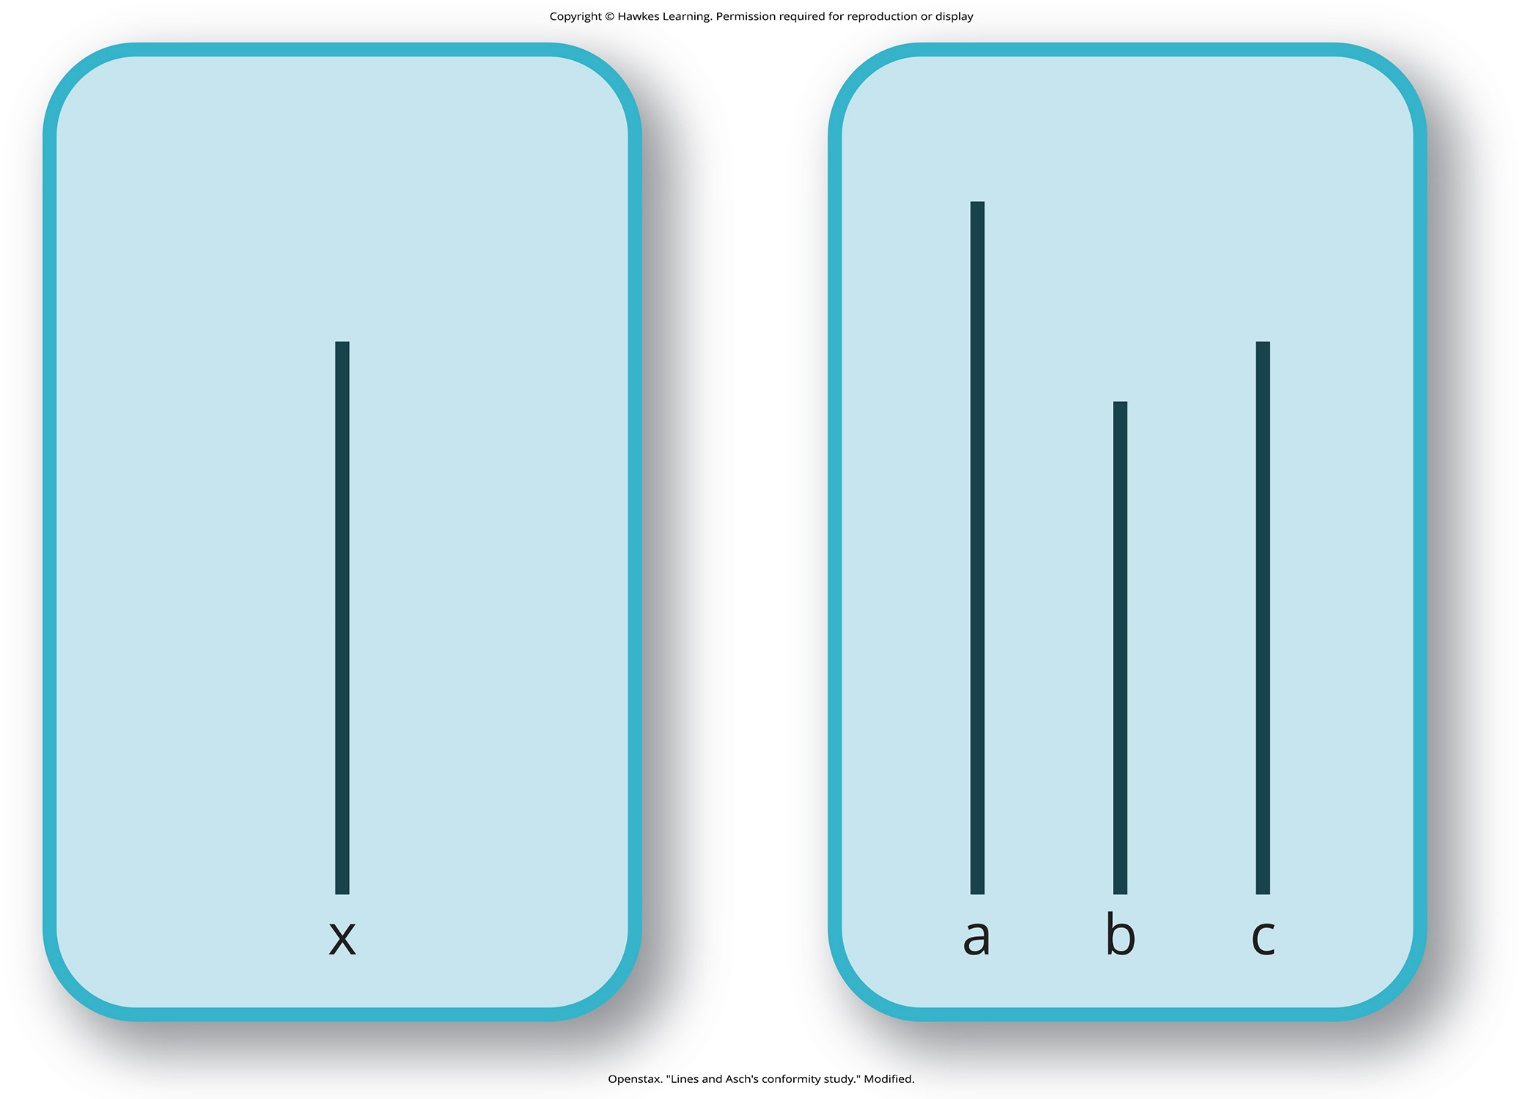 Copyright © Hawkes Learning. Permission required for reproduction or display
x
a b c
Openstax. "Lines and Asch's conformity study." Modified.